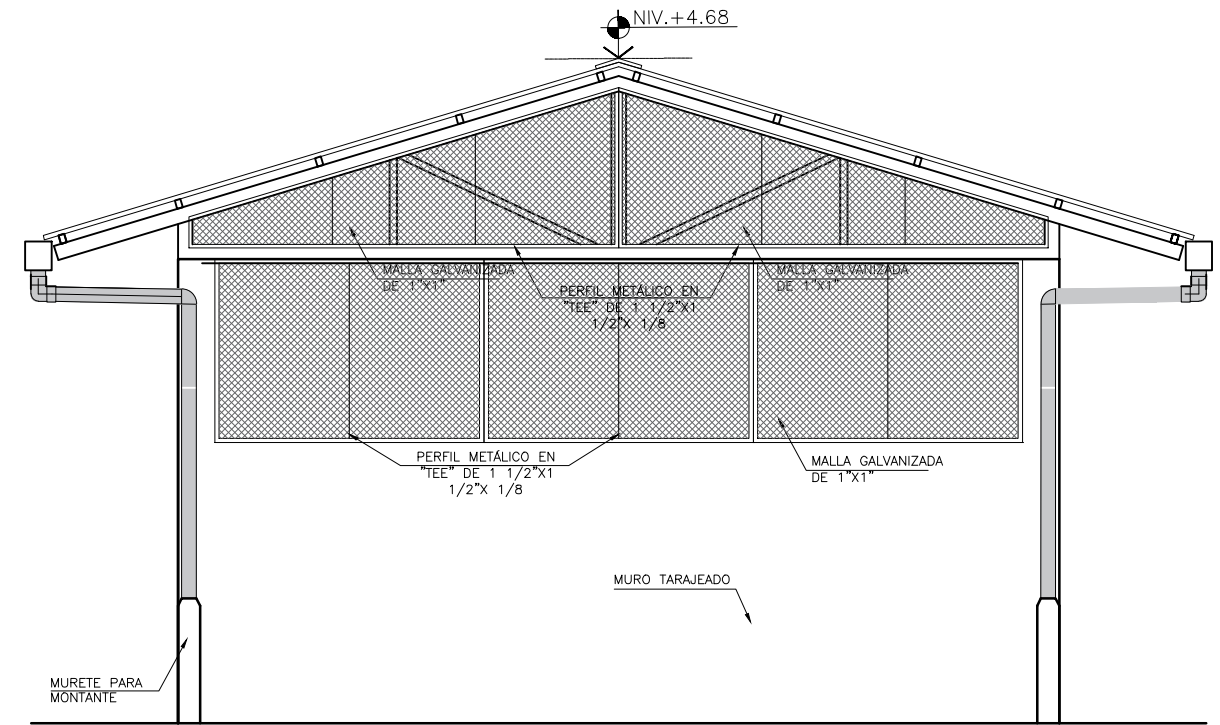 NIV.+4.68
MALLA GALVANIZADA
DE 1"X1"
PERFIL METÁLICO EN
"TEE" DE 1 1/2"X1
1/2"X 1/8
MALLA GALVANIZADA
DE 1"X1"
PERFIL METÁLICO EN
"TEE" DE 1 1/2"X1
1/2"X 1/8
MALLA GALVANIZADA
DE 1"X1"
MURO TARAJEADO
MURETE PARA
MONTANTE